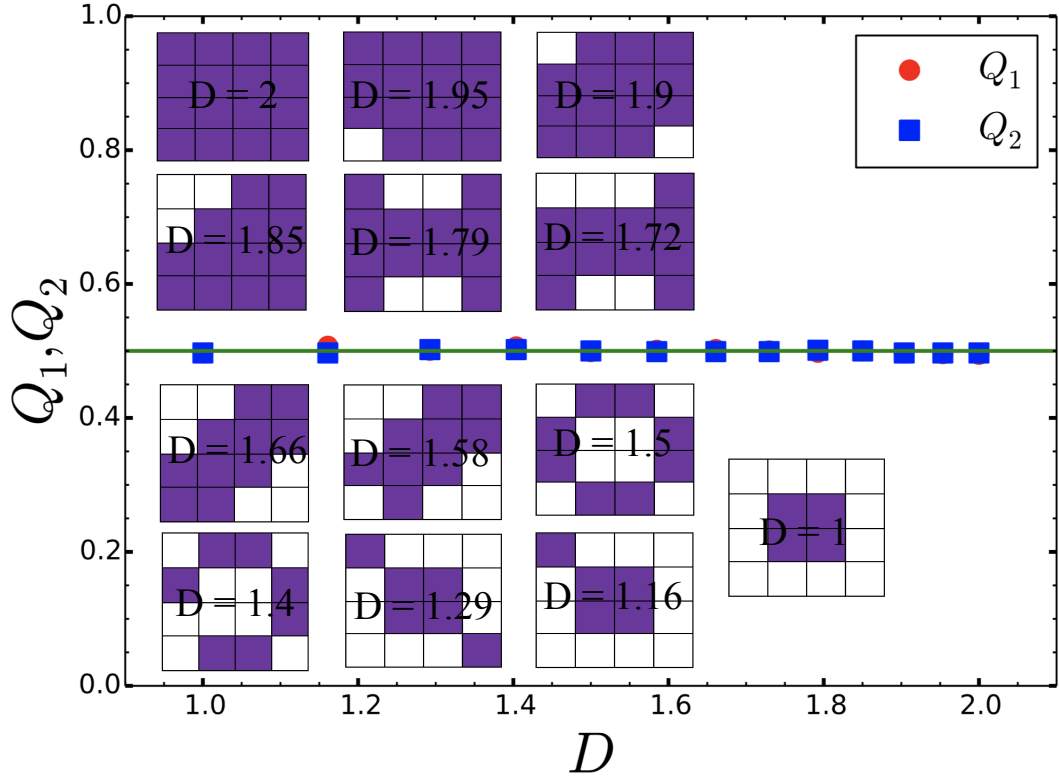 1.0
0.8
0.6
0.4
0.2
0.0
Q1, Q2
Q1
Q2
D = 2
D = 1.95
D = 1.9
D = 1.85
D = 1.79
D = 1.72
D = 1.66
D = 1.58
D = 1.5
D = 1
D = 1.4
D = 1.29
D = 1.16
1.0 1.2 1.4 1.6 1.8 2.0
D